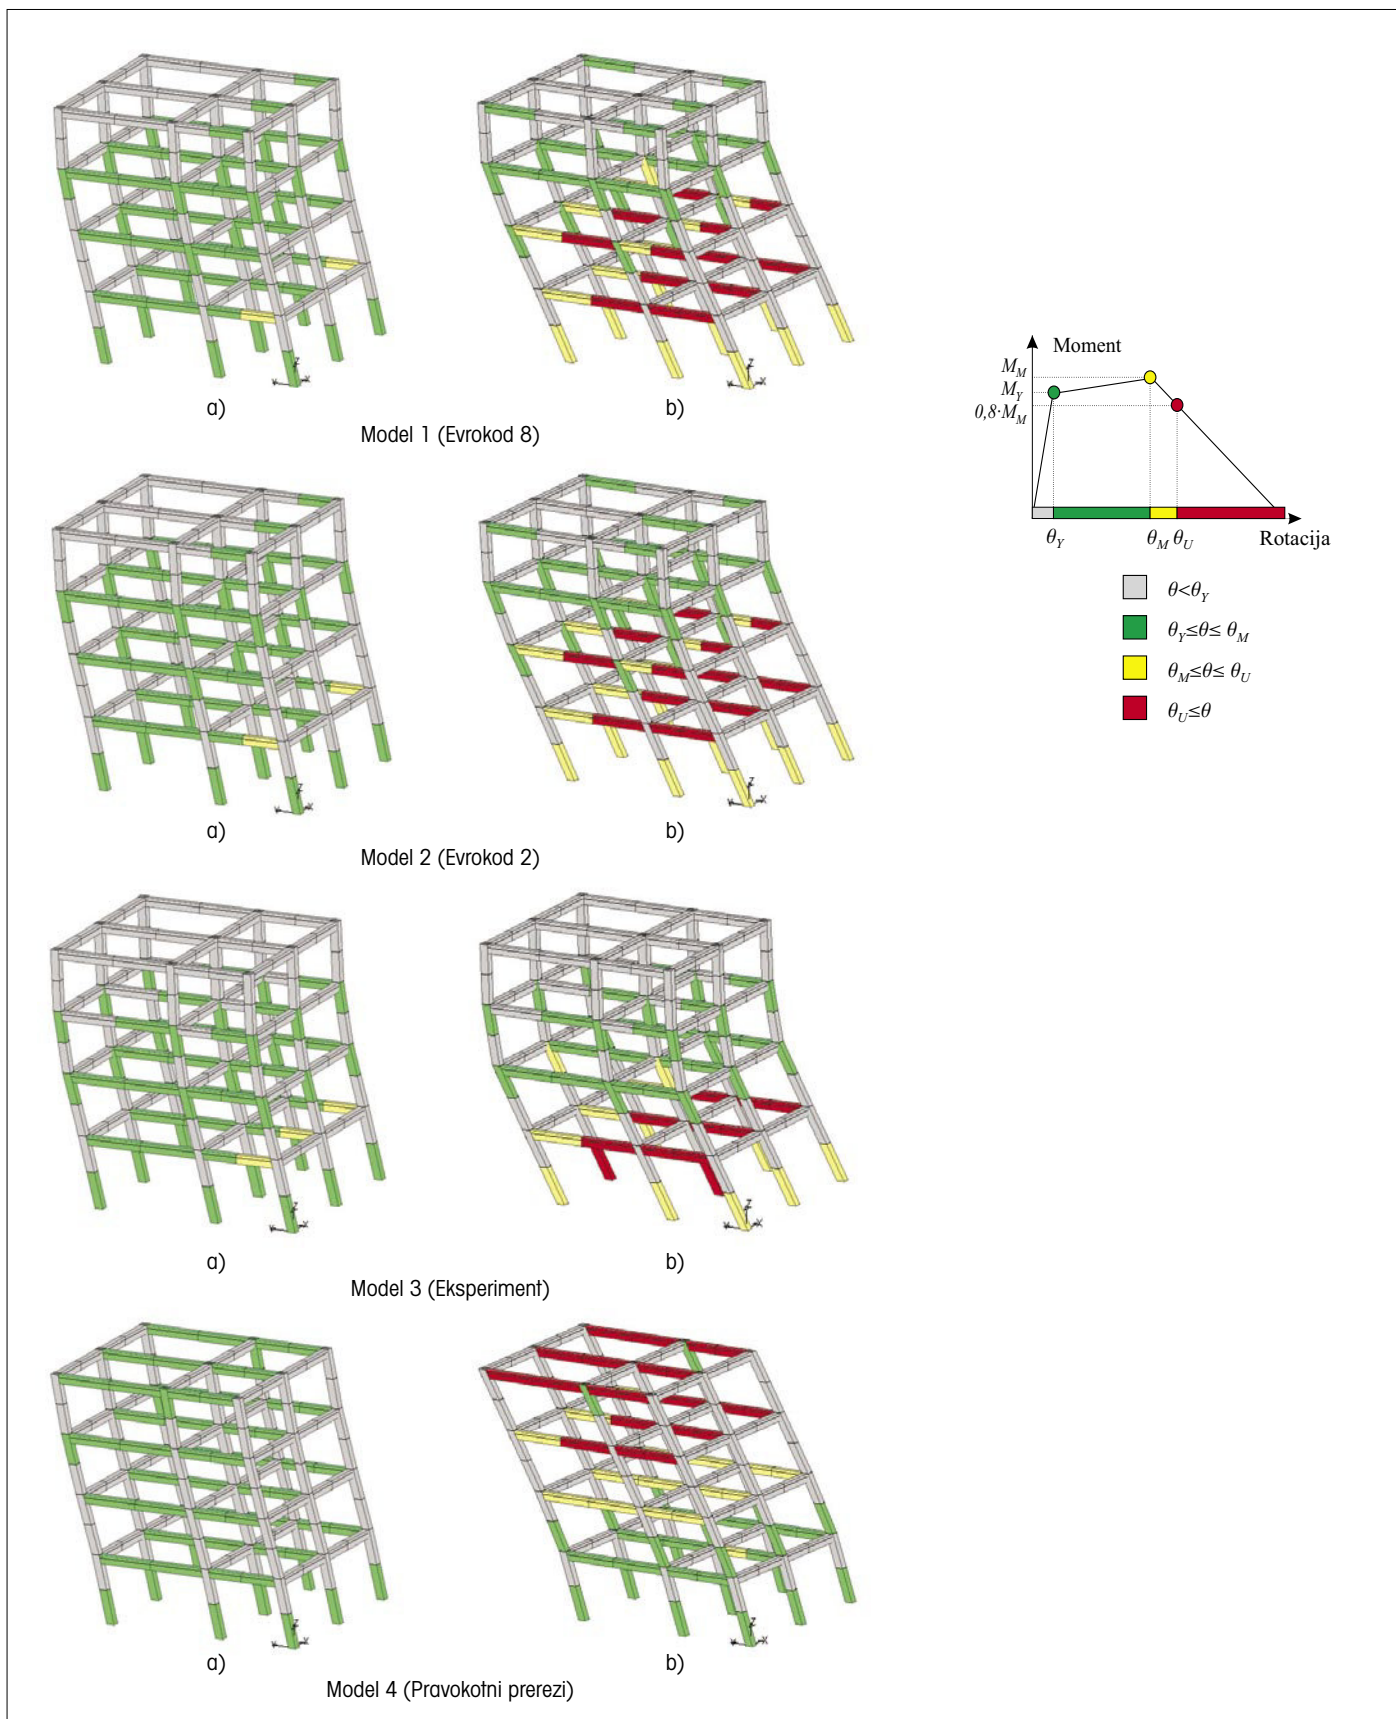 a)
b)
Model 1 (Evrokod 8)
a)
b)
Model 2 (Evrokod 2)
a)
b)
Model 3 (Eksperiment)
a)
b)
Model 4 (Pravokotni prerezi)
Moment
M_M
M_Y
0,8·M_M
θ_Y
θ_M
θ_U
Rotacija
θ<θ_Y
θ_Y≤θ≤ θ_M
θ_M≤θ≤ θ_U
θ_U≤θ